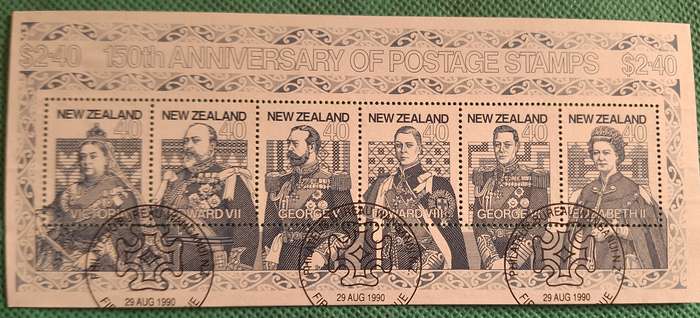 $2·40 150th ANNIVERSARY OF POSTAGE STAMPS $2·40
NEW ZEALAND NEW ZEALAND NEW ZEALAND NEW ZEALAND NEW ZEALAND NEW ZEALAND
40 40 40 40 40 40
VICTORIA EDWARD VII GEORGE V EDWARD VIII GEORGE VI ELIZABETH II
29 AUG 1990 29 AUG 1990 29 AUG 1990